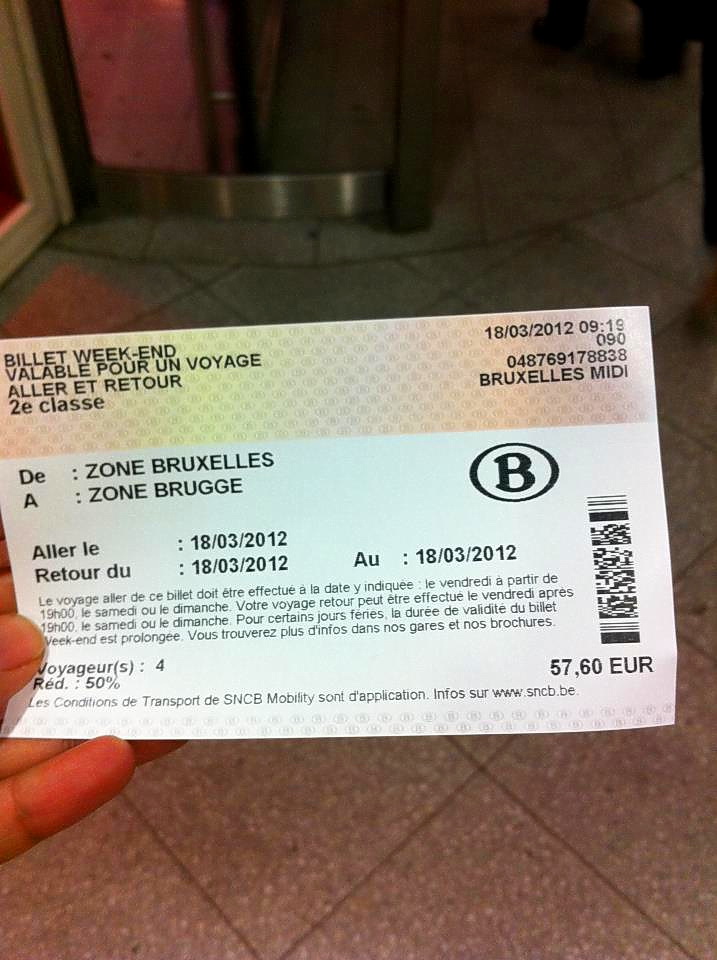 BILLET WEEK-END
VALABLE POUR UN VOYAGE
ALLER ET RETOUR
2e classe
18/03/2012 09:19
090
048769178838
BRUXELLES MIDI
De : ZONE BRUXELLES
A : ZONE BRUGGE
B
Aller le : 18/03/2012
Retour du : 18/03/2012 Au : 18/03/2012
Le voyage aller de ce billet doit être effectué à la date y indiquée : le vendredi à partir de
19h00, le samedi ou le dimanche. Votre voyage retour peut être effectué le vendredi après
19h00, le samedi ou le dimanche. Pour certains jours fériés, la durée de validité du billet
Week-end est prolongée. Vous trouverez plus d'infos dans nos gares et nos brochures.
Voyageur(s) : 4
57,60 EUR
Réd. : 50%
Les Conditions de Transport de SNCB Mobility sont d'application. Infos sur www.sncb.be.